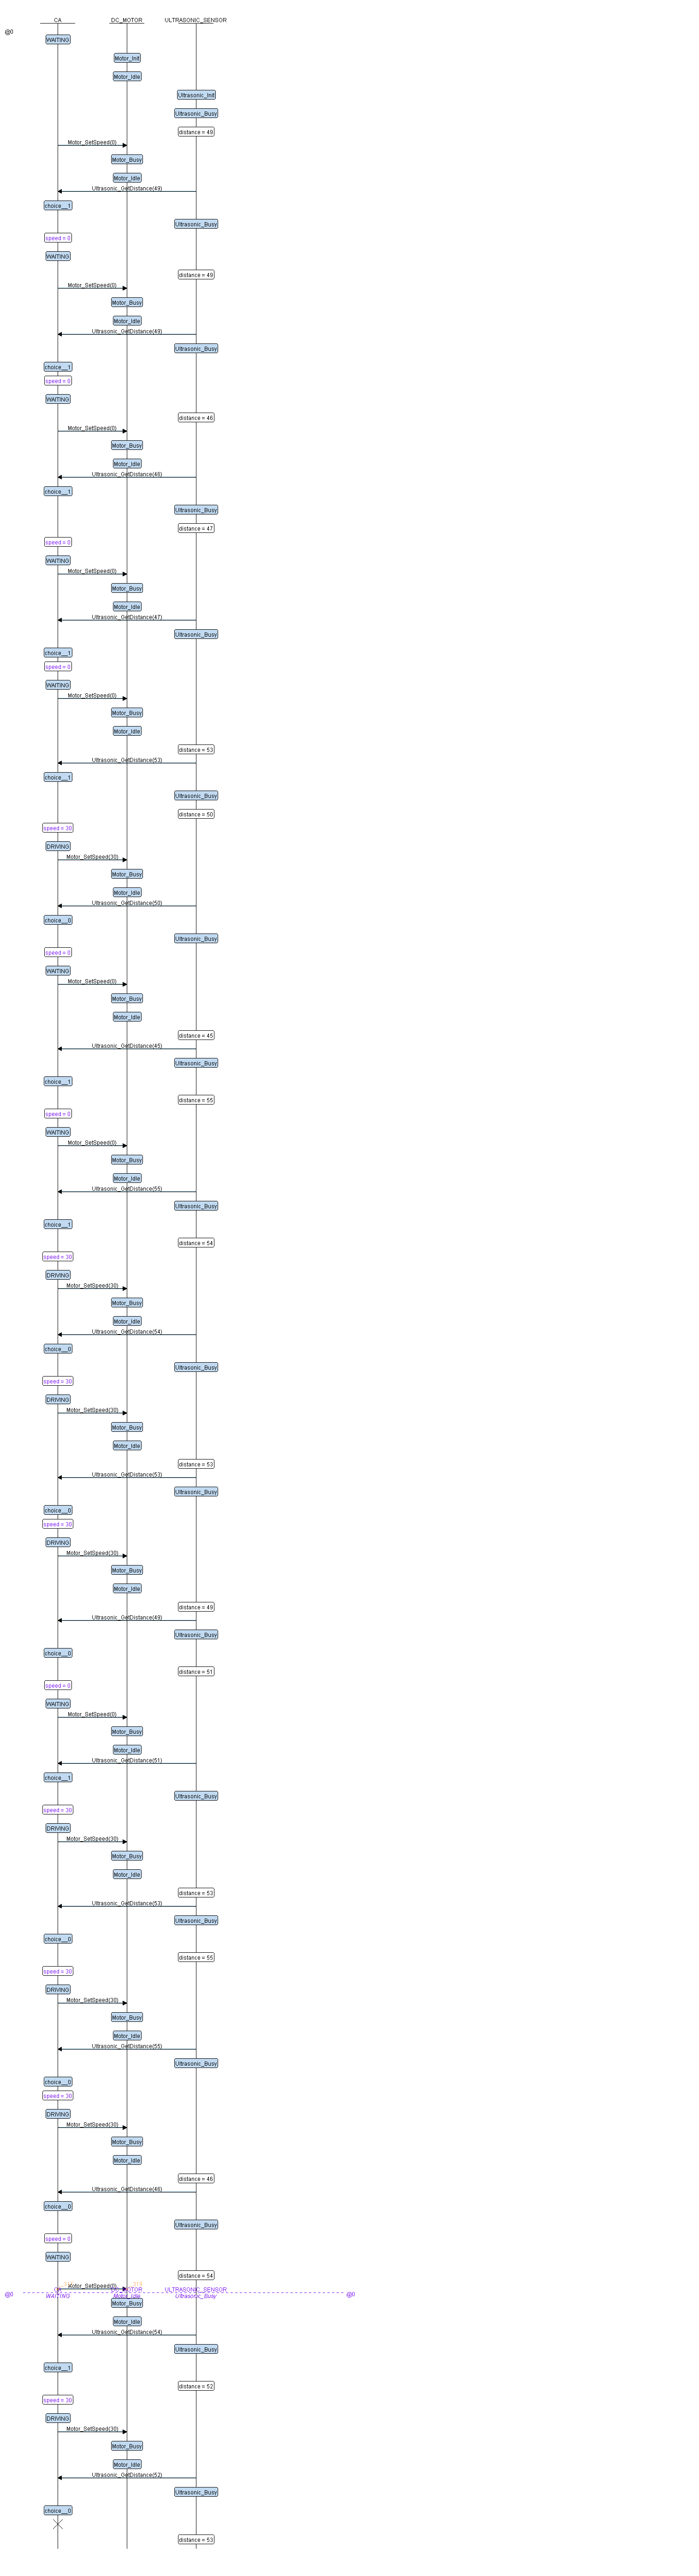 CA DC_MOTOR ULTRASONIC_SENSOR
@0
WAITING
Motor_Init
Motor_Idle
Ultrasonic_Init
Ultrasonic_Busy
distance = 49
Motor_SetSpeed(0)
Motor_Busy
Motor_Idle
Ultrasonic_GetDistance(49)
choice__1
Ultrasonic_Busy
speed = 0
WAITING
distance = 49
Motor_SetSpeed(0)
Motor_Busy
Motor_Idle
Ultrasonic_GetDistance(49)
Ultrasonic_Busy
choice__1
speed = 0
WAITING
distance = 46
Motor_SetSpeed(0)
Motor_Busy
Motor_Idle
Ultrasonic_GetDistance(46)
choice__1
Ultrasonic_Busy
distance = 47
speed = 0
WAITING
Motor_SetSpeed(0)
Motor_Busy
Motor_Idle
Ultrasonic_GetDistance(47)
Ultrasonic_Busy
choice__1
speed = 0
WAITING
Motor_SetSpeed(0)
Motor_Busy
Motor_Idle
distance = 53
Ultrasonic_GetDistance(53)
choice__1
Ultrasonic_Busy
distance = 50
speed = 30
DRIVING
Motor_SetSpeed(30)
Motor_Busy
Motor_Idle
Ultrasonic_GetDistance(50)
choice__0
Ultrasonic_Busy
speed = 0
WAITING
Motor_SetSpeed(0)
Motor_Busy
Motor_Idle
distance = 45
Ultrasonic_GetDistance(45)
Ultrasonic_Busy
choice__1
distance = 55
speed = 0
WAITING
Motor_SetSpeed(0)
Motor_Busy
Motor_Idle
Ultrasonic_GetDistance(55)
Ultrasonic_Busy
choice__1
distance = 54
speed = 30
DRIVING
Motor_SetSpeed(30)
Motor_Busy
Motor_Idle
Ultrasonic_GetDistance(54)
choice__0
Ultrasonic_Busy
speed = 30
DRIVING
Motor_SetSpeed(30)
Motor_Busy
Motor_Idle
distance = 53
Ultrasonic_GetDistance(53)
Ultrasonic_Busy
choice__0
speed = 30
DRIVING
Motor_SetSpeed(30)
Motor_Busy
Motor_Idle
distance = 49
Ultrasonic_GetDistance(49)
Ultrasonic_Busy
choice__0
distance = 51
speed = 0
WAITING
Motor_SetSpeed(0)
Motor_Busy
Motor_Idle
Ultrasonic_GetDistance(51)
choice__1
Ultrasonic_Busy
speed = 30
DRIVING
Motor_SetSpeed(30)
Motor_Busy
Motor_Idle
distance = 53
Ultrasonic_GetDistance(53)
Ultrasonic_Busy
choice__0
distance = 55
speed = 30
DRIVING
Motor_SetSpeed(30)
Motor_Busy
Motor_Idle
Ultrasonic_GetDistance(55)
Ultrasonic_Busy
choice__0
speed = 30
DRIVING
Motor_SetSpeed(30)
Motor_Busy
Motor_Idle
distance = 46
Ultrasonic_GetDistance(46)
choice__0
Ultrasonic_Busy
speed = 0
WAITING
distance = 54
Motor_SetSpeed(0)
CA DC_MOTOR ULTRASONIC_SENSOR
@0 @0
WAITING Motor_Idle Ultrasonic_Busy
Motor_Busy
Motor_Idle
Ultrasonic_GetDistance(54)
Ultrasonic_Busy
choice__1
distance = 52
speed = 30
DRIVING
Motor_SetSpeed(30)
Motor_Busy
Motor_Idle
Ultrasonic_GetDistance(52)
Ultrasonic_Busy
choice__0
distance = 53